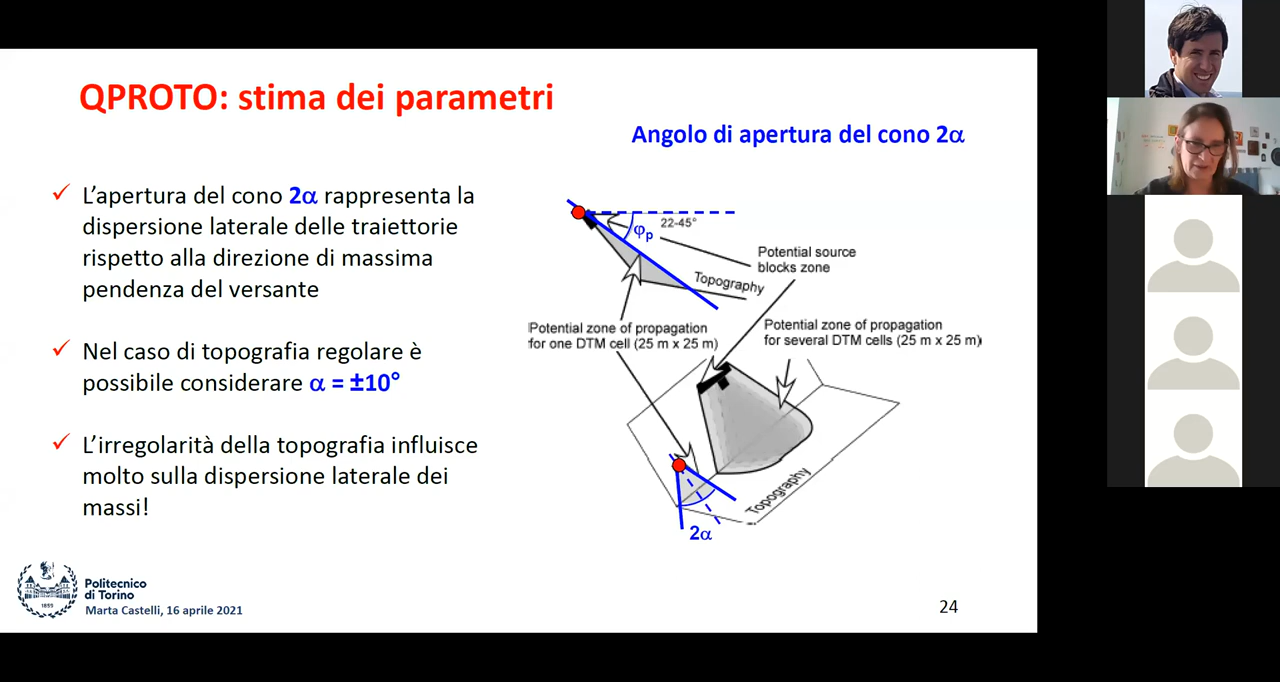 QPROTO: stima dei parametri
Angolo di apertura del cono 2α
L’apertura del cono 2α rappresenta la
dispersione laterale delle traiettorie
rispetto alla direzione di massima
pendenza del versante
Nel caso di topografia regolare è
possibile considerare α = ±10°
L’irregolarità della topografia influisce
molto sulla dispersione laterale dei
massi!
22-45°
φp
Potential source
blocks zone
Topography
Potential zone of propagation
for one DTM cell (25 m x 25 m)
Potential zone of propagation
for several DTM cells (25 m x 25 m)
Topography
2α
Politecnico
di Torino
1859
Marta Castelli, 16 aprile 2021
24